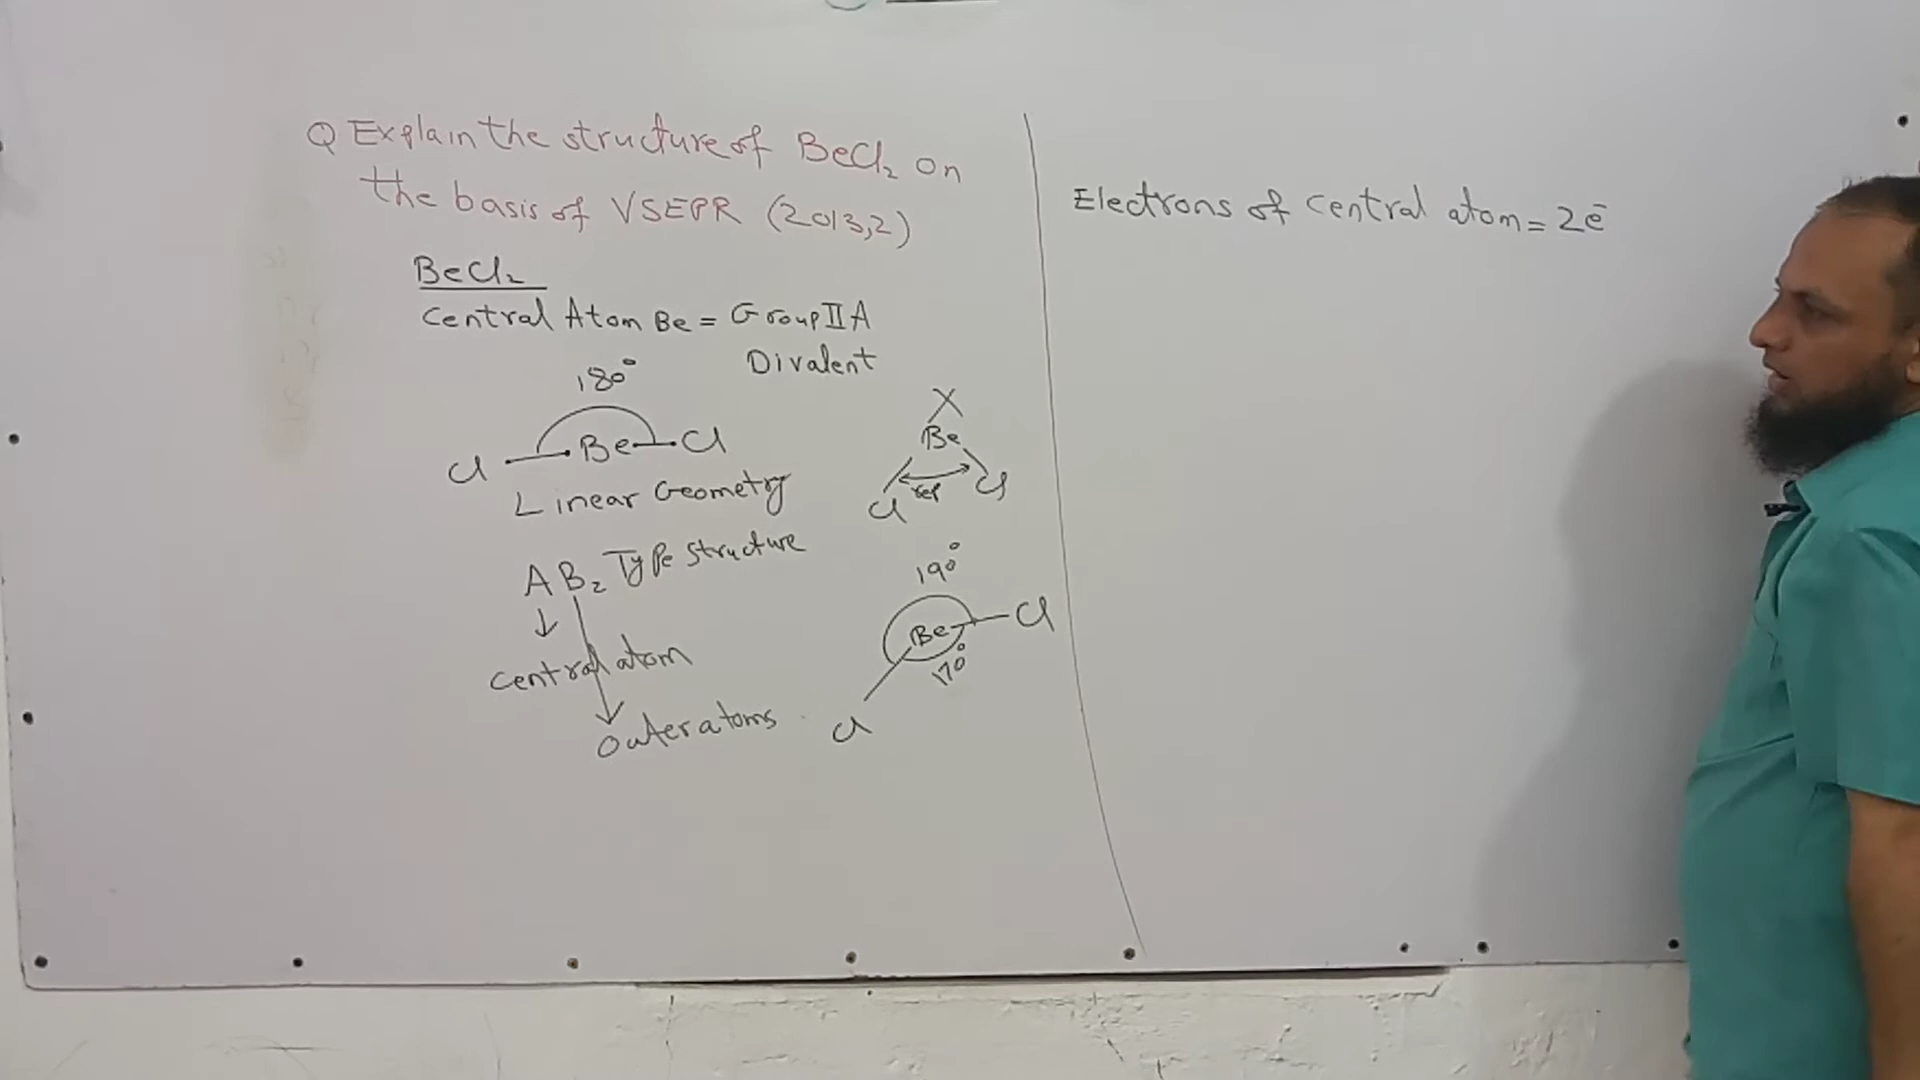 Q Explain the structure of BeCl₂ on
the basis of VSEPR (2013,2)
BeCl₂
Central Atom Be = Group II A
Divalent
180°
Cl Be Cl
Linear Geometry
AB₂ Type Structure
Central atom
Outer atoms
X
Be
Cl rep Cl
190°
Be Cl
170°
Cl
Electrons of central atom = 2ē